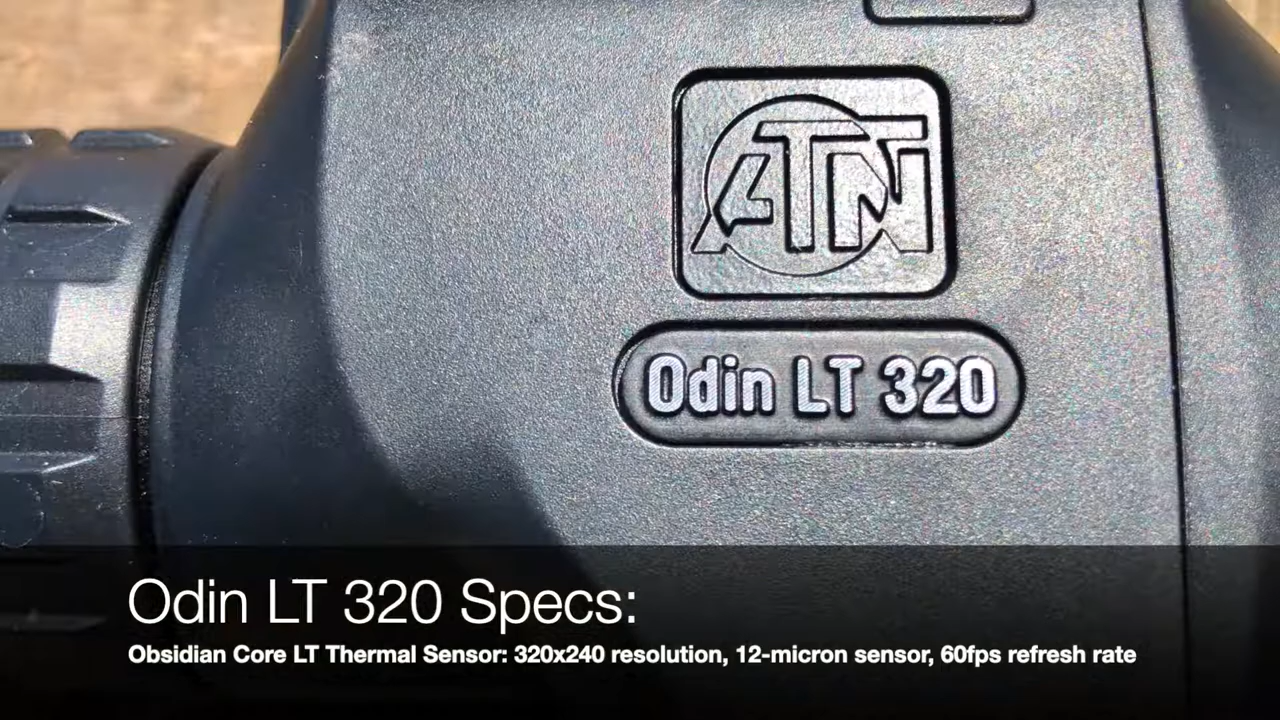 ATN
Odin LT 320
Odin LT 320 Specs:
Obsidian Core LT Thermal Sensor: 320x240 resolution, 12-micron sensor, 60fps refresh rate